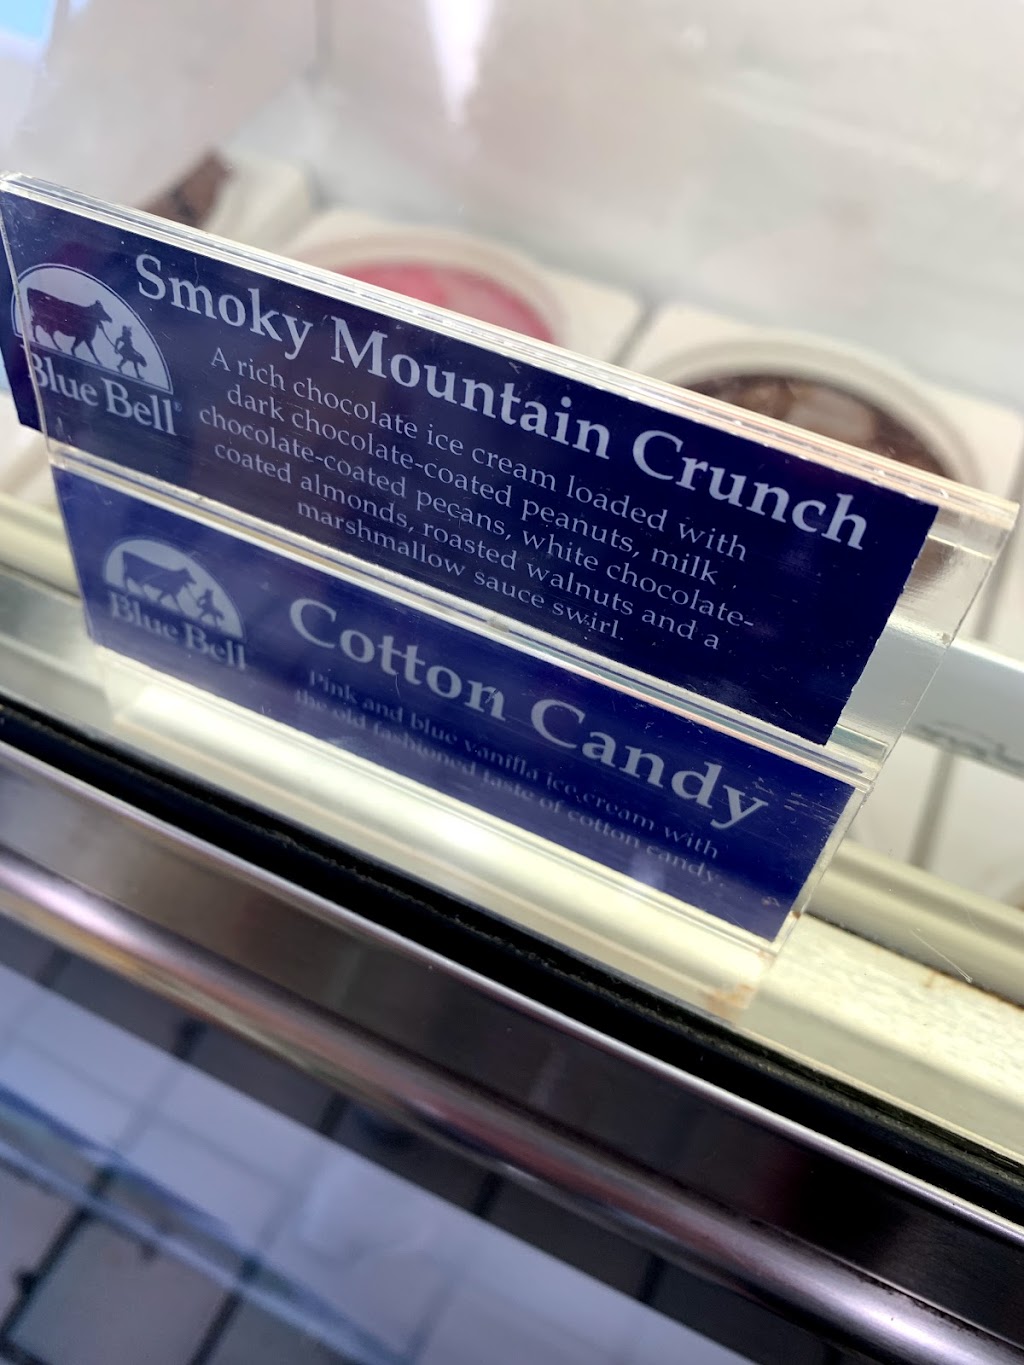 Smoky Mountain Crunch
A rich chocolate ice cream loaded with
dark chocolate-coated peanuts, milk
chocolate-coated pecans, white chocolate-
coated almonds, roasted walnuts and a
marshmallow sauce swirl.
Blue Bell®
Cotton Candy
Pink and blue vanilla ice cream with
the old fashioned taste of cotton candy.
Blue Bell